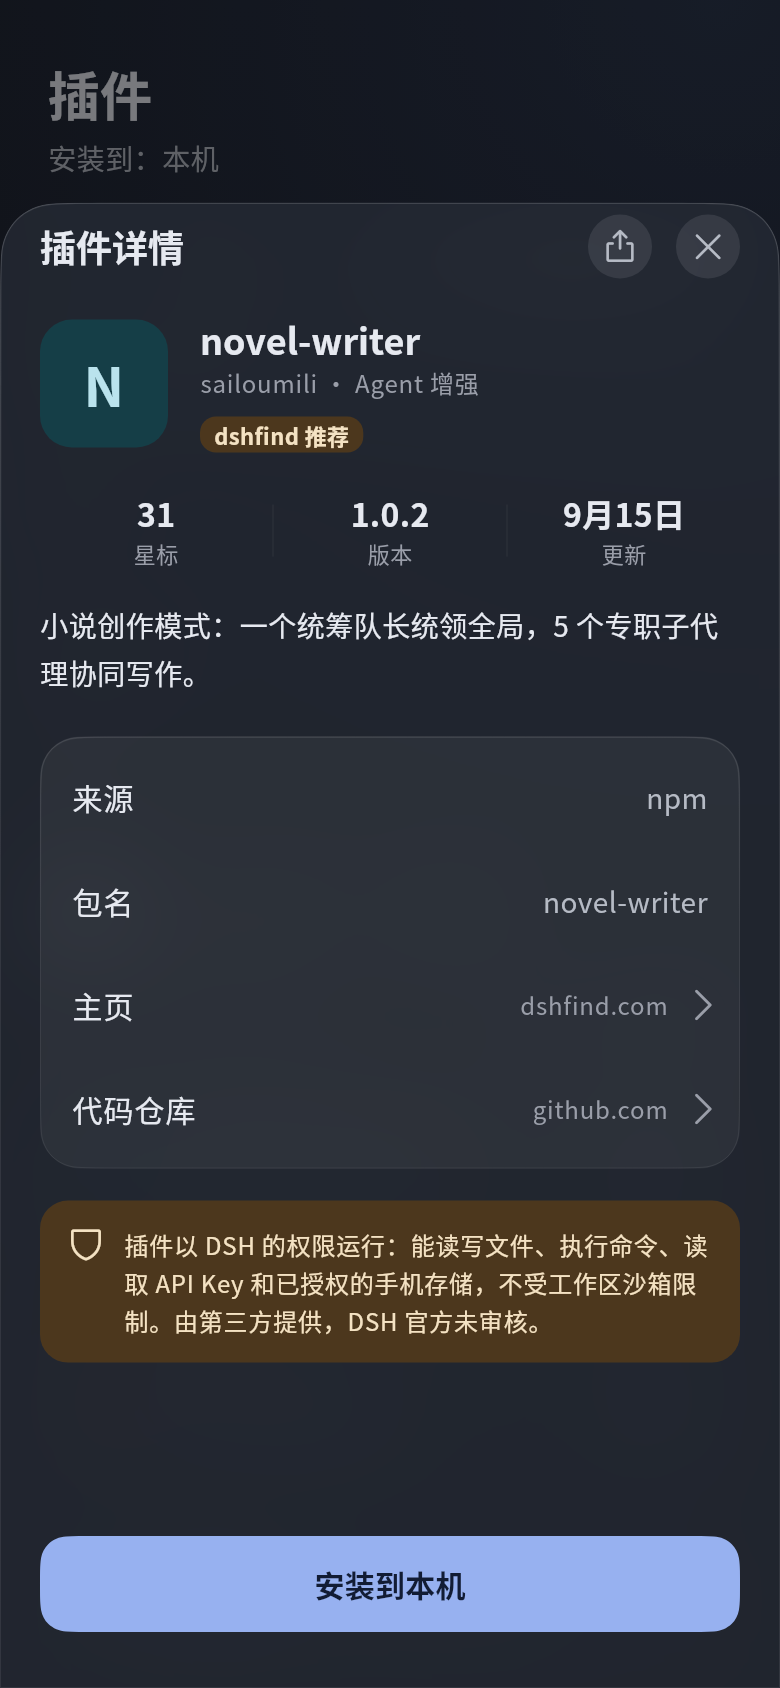 插件
安装到：本机
插件详情
N
novel-writer
sailoumili • Agent 增强
dshfind 推荐
31
星标
1.0.2
版本
9月15日
更新
小说创作模式：一个统筹队长统领全局，5 个专职子代
理协同写作。
来源
npm
包名
novel-writer
主页
dshfind.com
代码仓库
github.com
插件以 DSH 的权限运行：能读写文件、执行命令、读
取 API Key 和已授权的手机存储，不受工作区沙箱限
制。由第三方提供，DSH 官方未审核。
安装到本机